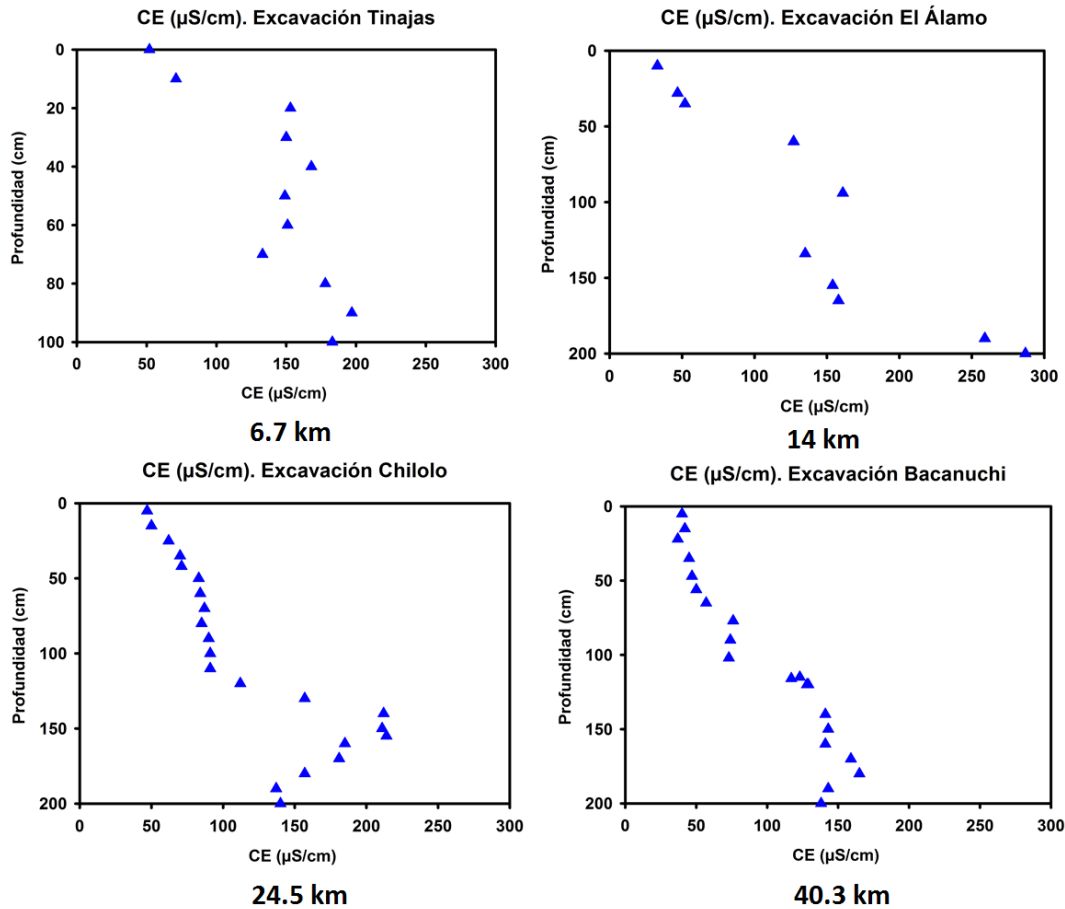 CE (µS/cm). Excavación Tinajas
0 50 100 150 200 250 300
0
20
40
60
80
100
Profundidad (cm)
CE (µS/cm)
6.7 km
CE (µS/cm). Excavación El Álamo
0
50
100
150
200
0 50 100 150 200 250 300
Profundidad (cm)
CE (µS/cm)
14 km
CE (µS/cm). Excavación Chilolo
0
50
100
150
200
0 50 100 150 200 250 300
Profundidad (cm)
CE (µS/cm)
24.5 km
CE (µS/cm). Excavación Bacanuchi
0
50
100
150
200
0 50 100 150 200 250 300
Profundidad (cm)
CE (µS/cm)
40.3 km